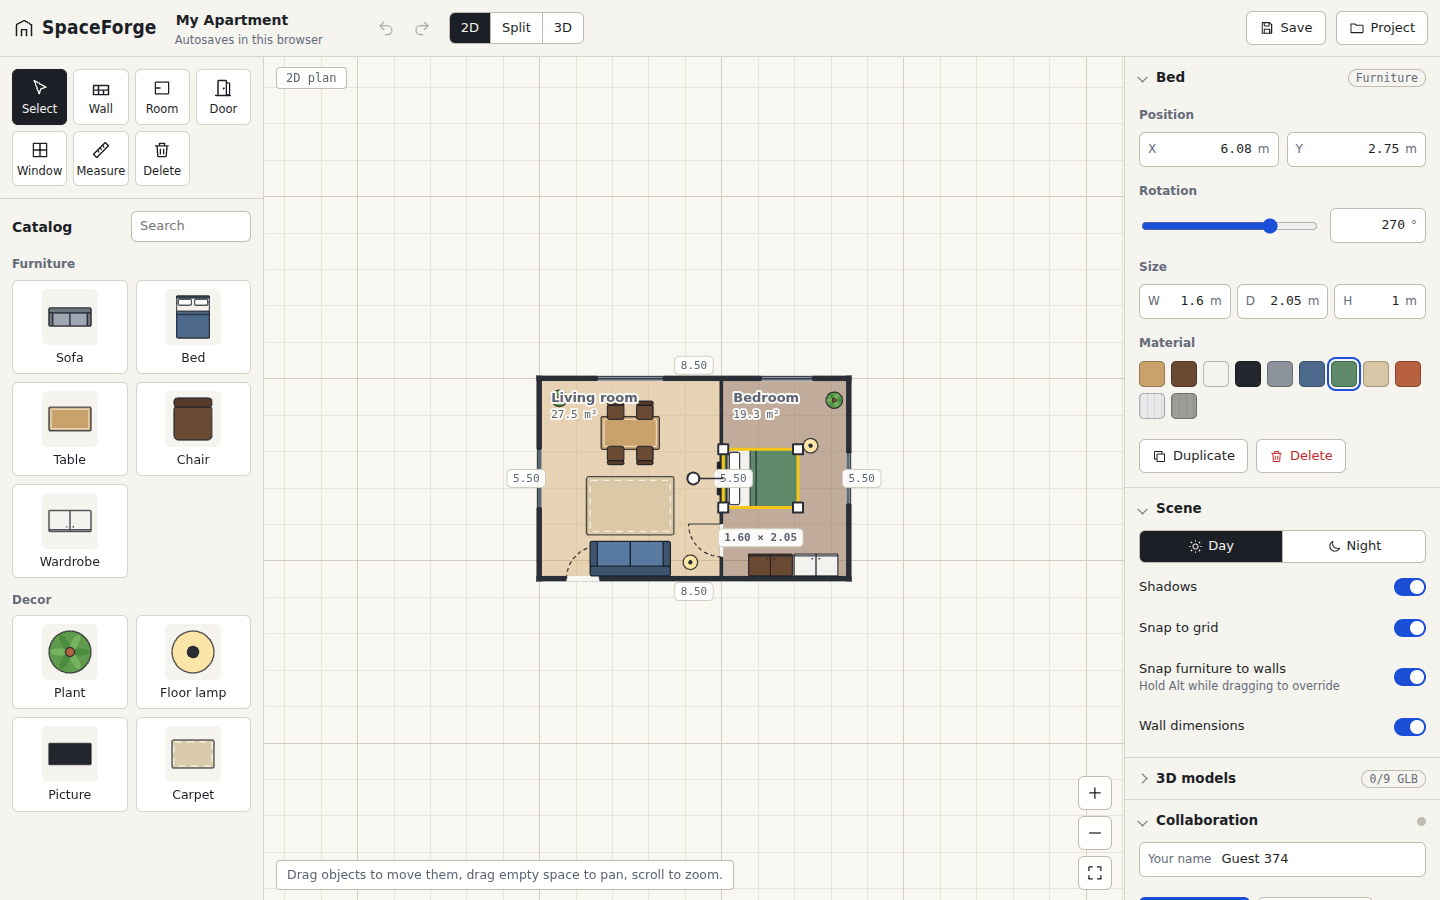 SpaceForge
My Apartment
Autosaves in this browser
2D
Split
3D
Save
Project
Select
Wall
Room
Door
Window
Measure
Delete
Catalog
Search
Furniture
Sofa
Bed
Table
Chair
Wardrobe
Decor
Plant
Floor lamp
Picture
Carpet
2D plan
8.50
Living room
27.5 m²
Bedroom
19.3 m²
5.50
5.50
5.50
1.60 × 2.05
8.50
Drag objects to move them, drag empty space to pan, scroll to zoom.
Bed
Furniture
Position
X 6.08 m
Y 2.75 m
Rotation
270 °
Size
W 1.6 m
D 2.05 m
H 1 m
Material
Duplicate
Delete
Scene
Day
Night
Shadows
Snap to grid
Snap furniture to walls
Hold Alt while dragging to override
Wall dimensions
3D models
0/9 GLB
Collaboration
Your name Guest 374